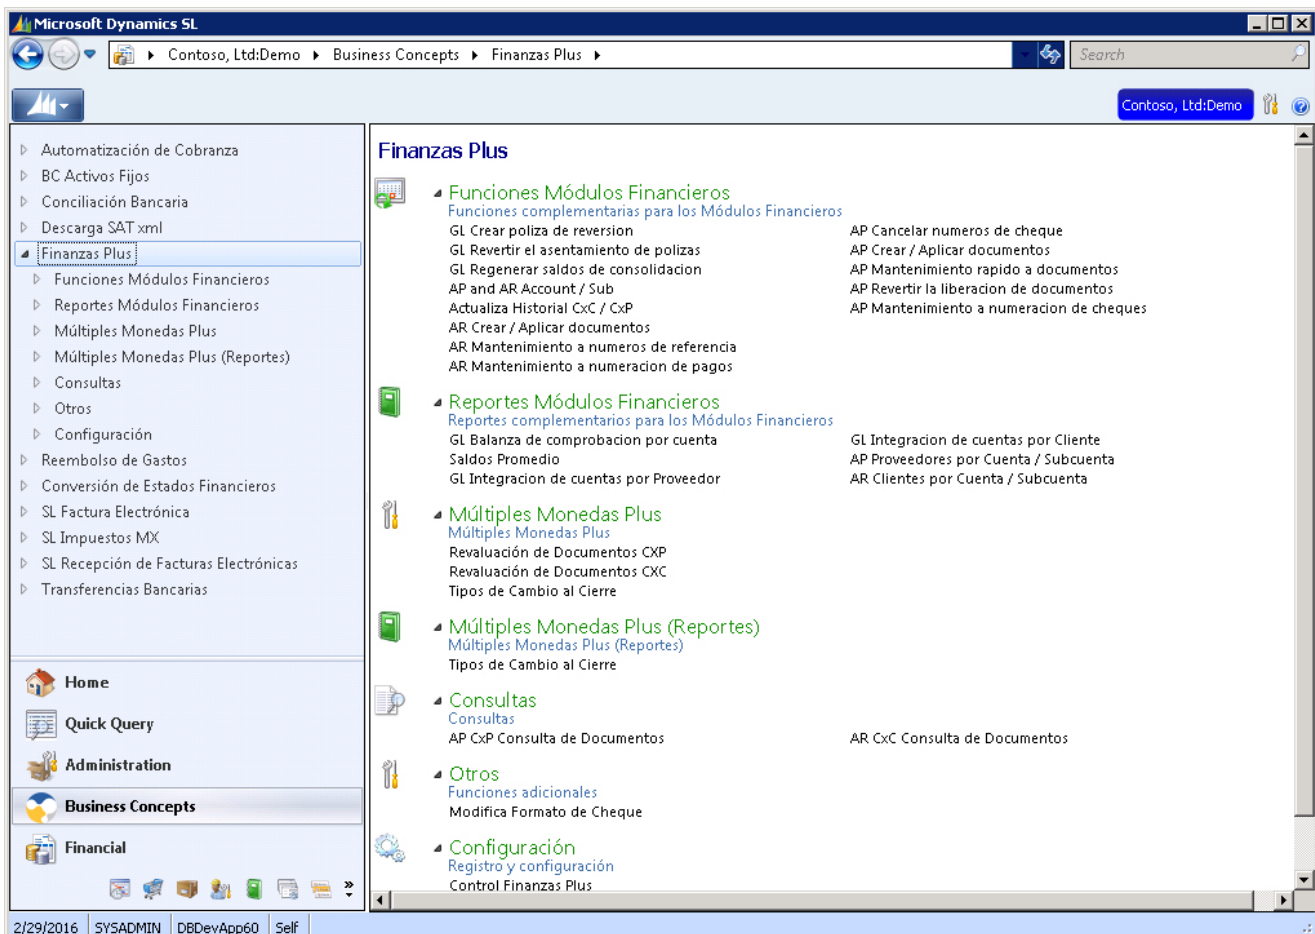 Microsoft Dynamics SL
Contoso, Ltd:Demo Business Concepts Finanzas Plus
Search
Contoso, Ltd:Demo
Automatización de Cobranza
BC Activos Fijos
Conciliación Bancaria
Descarga SAT xml
Finanzas Plus
Funciones Módulos Financieros
Reportes Módulos Financieros
Múltiples Monedas Plus
Múltiples Monedas Plus (Reportes)
Consultas
Otros
Configuración
Reembolso de Gastos
Conversión de Estados Financieros
SL Factura Electrónica
SL Impuestos MX
SL Recepción de Facturas Electrónicas
Transferencias Bancarias
Home
Quick Query
Administration
Business Concepts
Financial
Finanzas Plus
Funciones Módulos Financieros
Funciones complementarias para los Módulos Financieros
GL Crear poliza de reversion
GL Revertir el asentamiento de polizas
GL Regenerar saldos de consolidacion
AP and AR Account / Sub
Actualiza Historial CxC / CxP
AR Crear / Aplicar documentos
AR Mantenimiento a numeros de referencia
AR Mantenimiento a numeracion de pagos
AP Cancelar numeros de cheque
AP Crear / Aplicar documentos
AP Mantenimiento rapido a documentos
AP Revertir la liberacion de documentos
AP Mantenimiento a numeracion de cheques
Reportes Módulos Financieros
Reportes complementarios para los Módulos Financieros
GL Balanza de comprobacion por cuenta
Saldos Promedio
GL Integracion de cuentas por Proveedor
GL Integracion de cuentas por Cliente
AP Proveedores por Cuenta / Subcuenta
AR Clientes por Cuenta / Subcuenta
Múltiples Monedas Plus
Múltiples Monedas Plus
Revaluación de Documentos CXP
Revaluación de Documentos CXC
Tipos de Cambio al Cierre
Múltiples Monedas Plus (Reportes)
Múltiples Monedas Plus (Reportes)
Tipos de Cambio al Cierre
Consultas
Consultas
AP CxP Consulta de Documentos
AR CxC Consulta de Documentos
Otros
Funciones adicionales
Modifica Formato de Cheque
Configuración
Registro y configuración
Control Finanzas Plus
2/29/2016 SYSADMIN DBDevApp60 Self